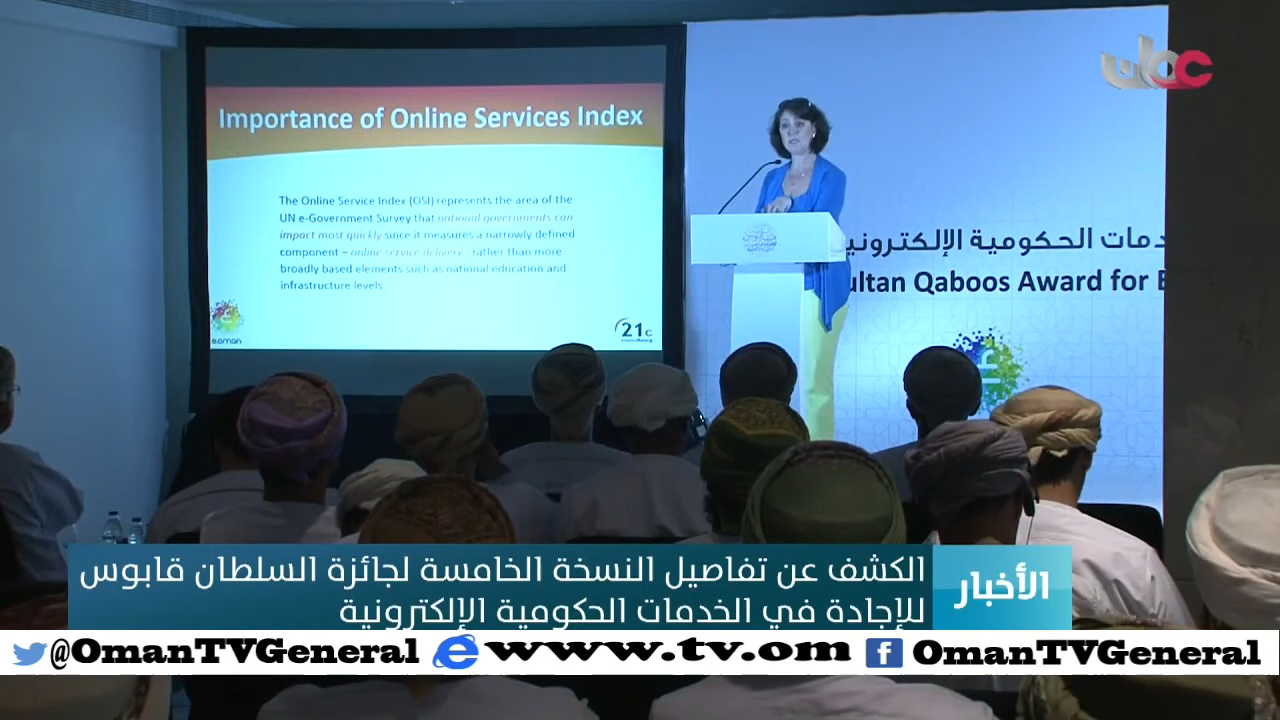 عمان
Importance of Online Services Index
The Online Service Index (OSI) represents the area of the
UN e-Government Survey that national governments can
impact most quickly since it measures a narrowly defined
component – online service delivery - rather than more
broadly based elements such as national education and
infrastructure levels.
e.oman
21c
دمات الحكومية الإلكتروني
ultan Qaboos Award for E
الأخبار
الكشف عن تفاصيل النسخة الخامسة لجائزة السلطان قابوس
للإجادة في الخدمات الحكومية الإلكترونية
@OmanTVGeneral www.tv.om OmanTVGeneral